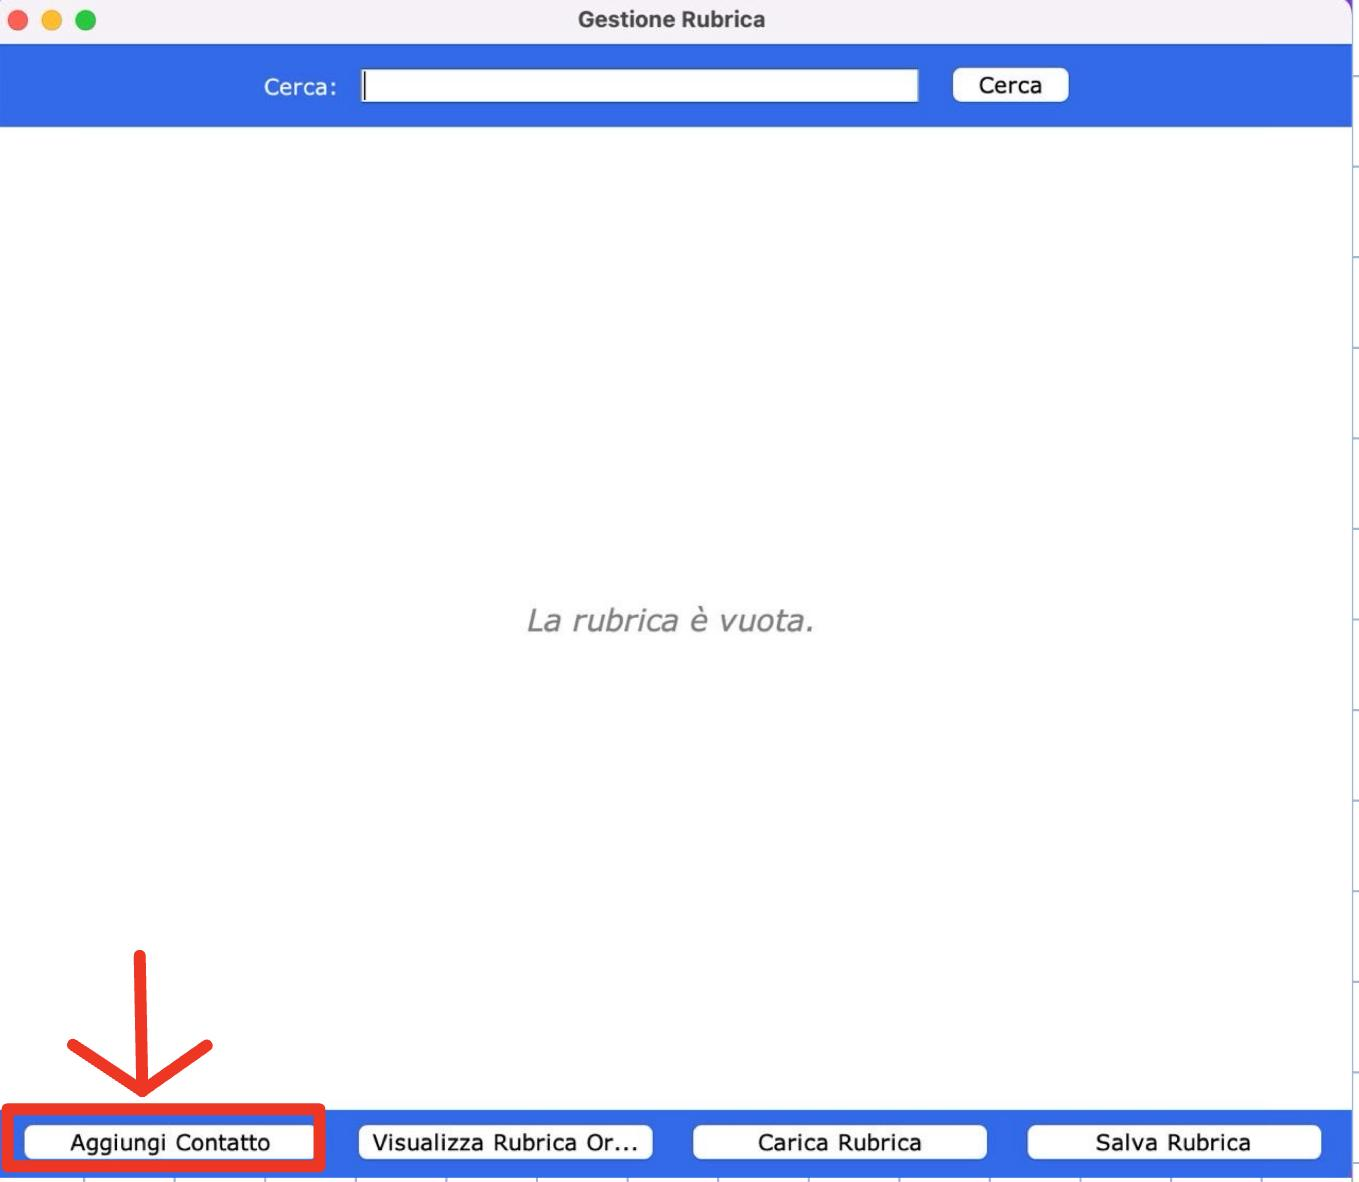 Gestione Rubrica
Cerca: Cerca
La rubrica è vuota.
Aggiungi Contatto Visualizza Rubrica Or... Carica Rubrica Salva Rubrica